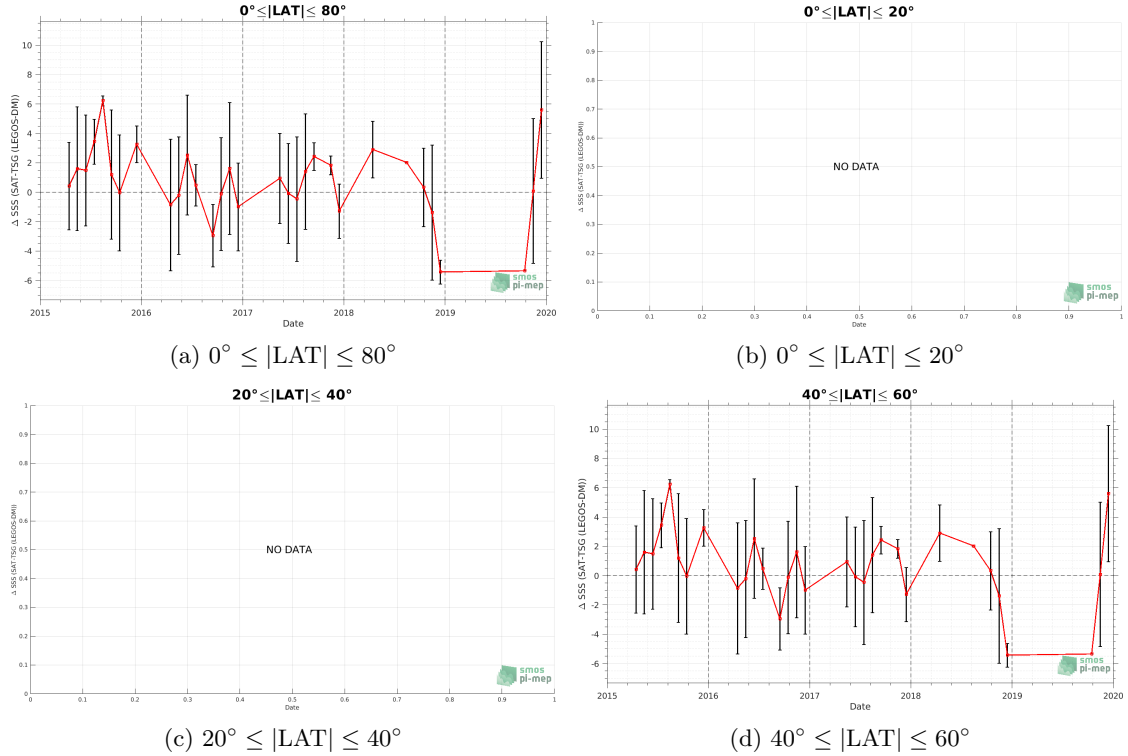 0°≤|LAT|≤ 80°
Δ SSS (SAT-TSG (LEGOS-DM))
10
8
6
4
2
0
-2
-4
-6
2015 2016 2017 2018 2019 2020
Date
smos
pi-mep
(a) 0° ≤ |LAT| ≤ 80°
0°≤|LAT|≤ 20°
Δ SSS (SAT-TSG (LEGOS-DM))
1
0.9
0.8
0.7
0.6
0.5
0.4
0.3
0.2
0.1
0
NO DATA
0 0.1 0.2 0.3 0.4 0.5 0.6 0.7 0.8 0.9 1
Date
smos
pi-mep
(b) 0° ≤ |LAT| ≤ 20°
20°≤|LAT|≤ 40°
Δ SSS (SAT-TSG (LEGOS-DM))
1
0.9
0.8
0.7
0.6
0.5
0.4
0.3
0.2
0.1
0
NO DATA
0 0.1 0.2 0.3 0.4 0.5 0.6 0.7 0.8 0.9 1
Date
smos
pi-mep
(c) 20° ≤ |LAT| ≤ 40°
40°≤|LAT|≤ 60°
Δ SSS (SAT-TSG (LEGOS-DM))
10
8
6
4
2
0
-2
-4
-6
2015 2016 2017 2018 2019 2020
Date
smos
pi-mep
(d) 40° ≤ |LAT| ≤ 60°